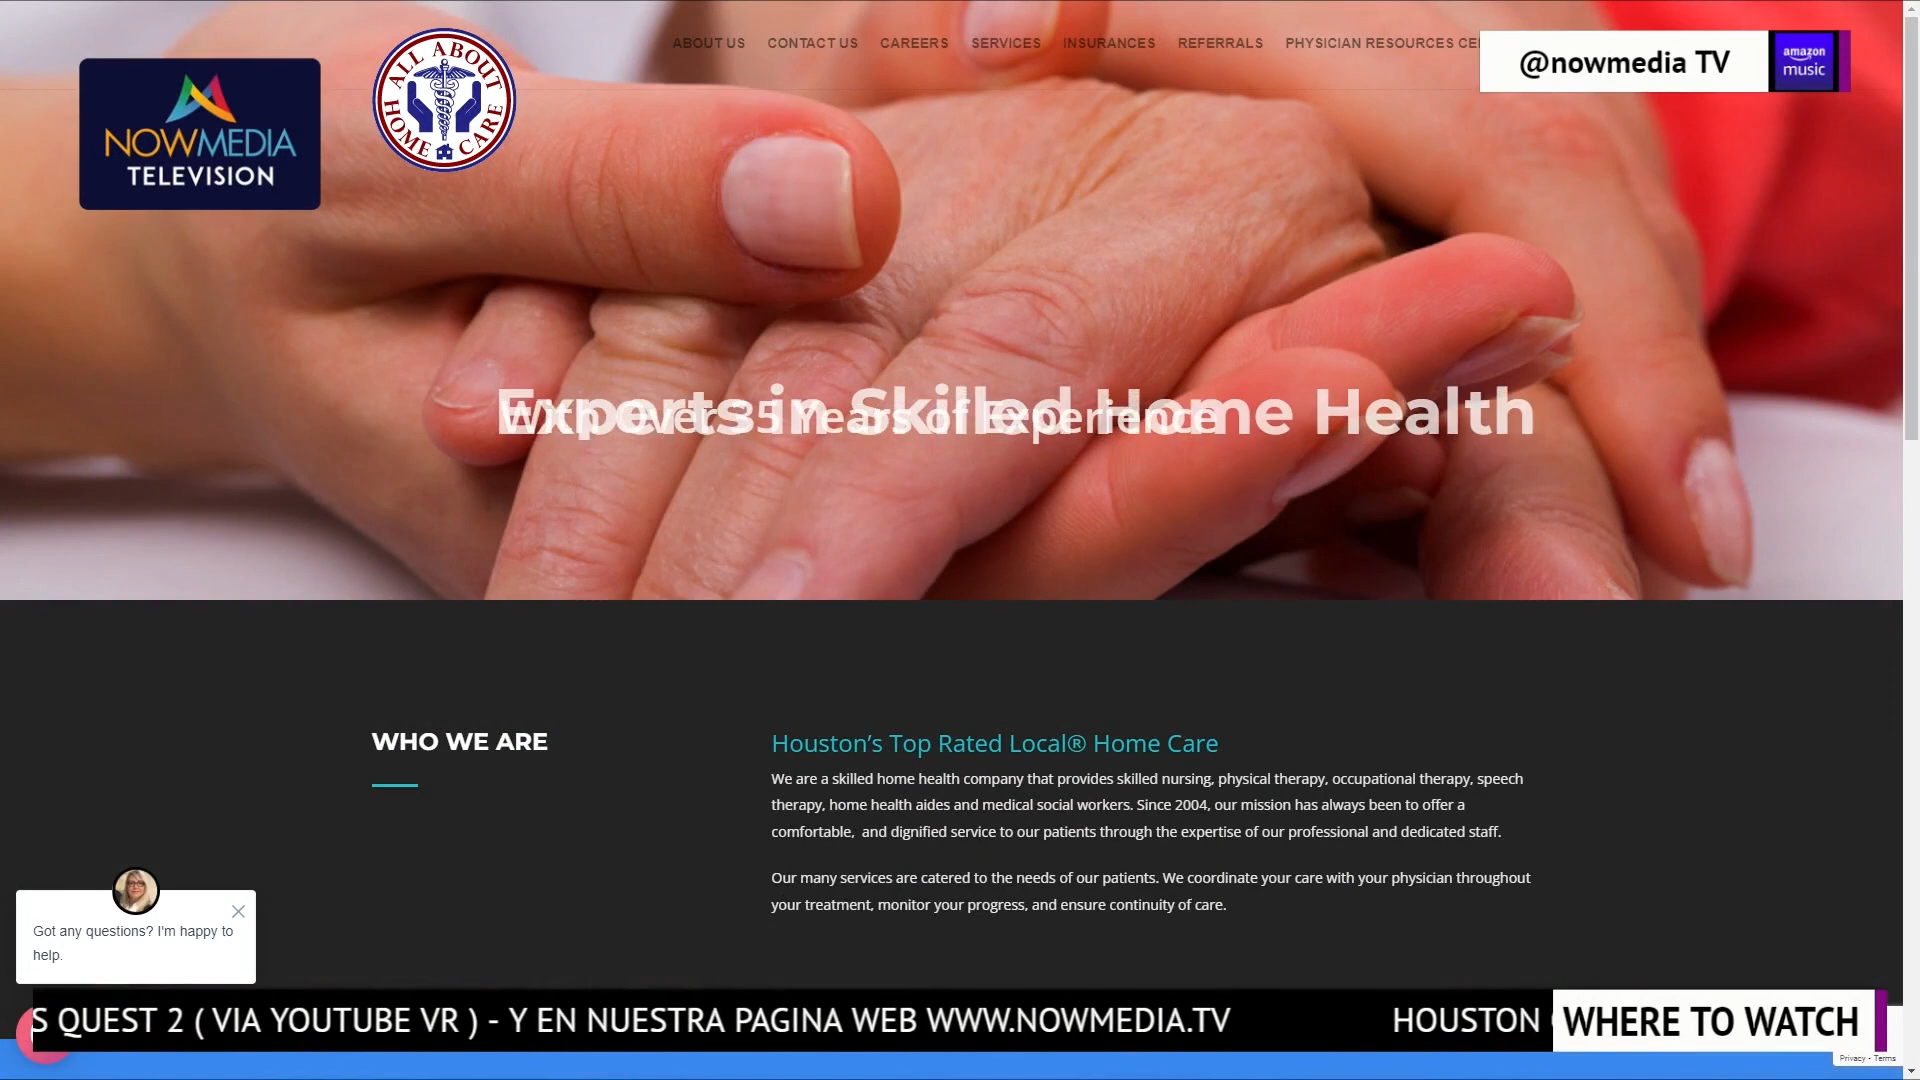 ABOUT US CONTACT US CAREERS SERVICES INSURANCES REFERRALS PHYSICIAN RESOURCES
@nowmedia TV
amazon
music
NOWMEDIA
TELEVISION
ALL ABOUT
HOME CARE
Experts in Skilled Home Health
With Over 35 Years of Experience
WHO WE ARE
Houston’s Top Rated Local® Home Care
We are a skilled home health company that provides skilled nursing, physical therapy, occupational therapy, speech
therapy, home health aides and medical social workers. Since 2004, our mission has always been to offer a
comfortable, and dignified service to our patients through the expertise of our professional and dedicated staff.
Our many services are catered to the needs of our patients. We coordinate your care with your physician throughout
your treatment, monitor your progress, and ensure continuity of care.
Got any questions? I'm happy to
help.
S QUEST 2 ( VIA YOUTUBE VR ) - Y EN NUESTRA PAGINA WEB WWW.NOWMEDIA.TV HOUSTON
WHERE TO WATCH
Privacy - Terms